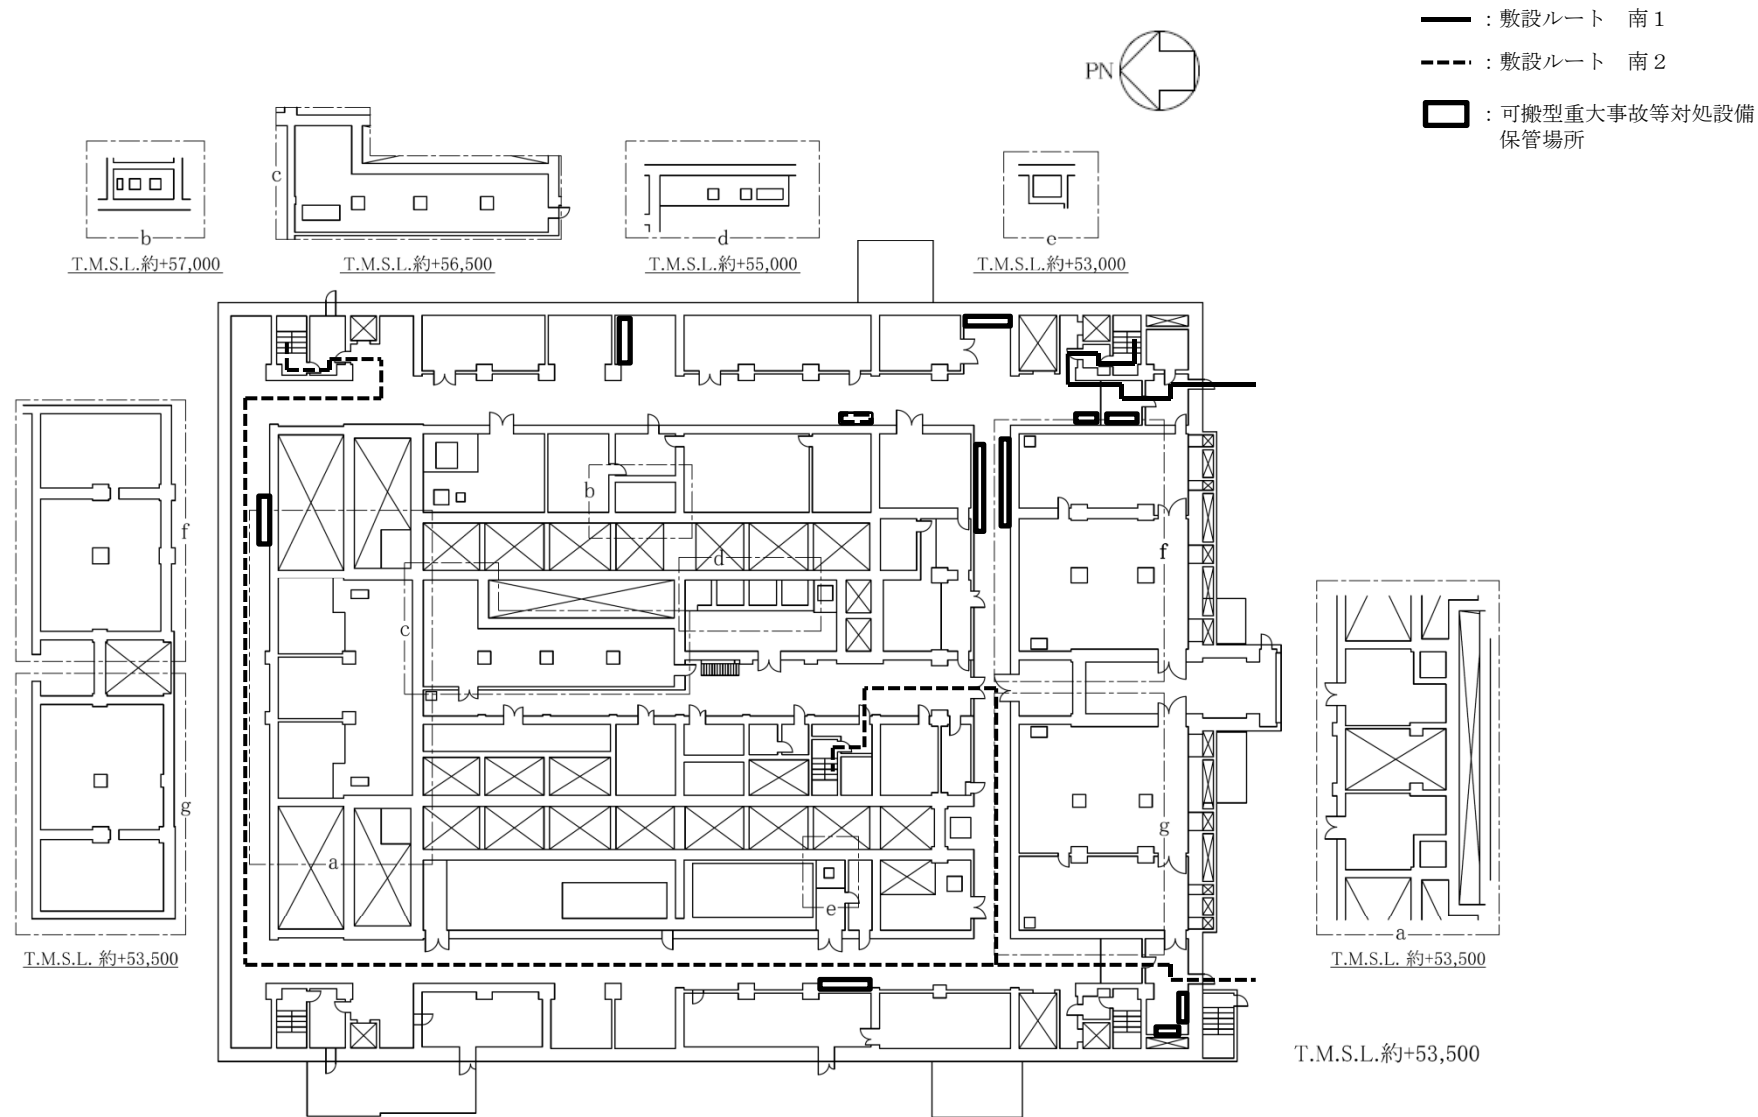 : 敷設ルート　南１
: 敷設ルート　南２
: 可搬型重大事故等対処設備
保管場所
PN
c
b
d
e
T.M.S.L.約+57,000
T.M.S.L.約+56,500
T.M.S.L.約+55,000
T.M.S.L.約+53,000
b
f
f
d
c
g
g
a
e
a
T.M.S.L. 約+53,500
T.M.S.L. 約+53,500
T.M.S.L.約+53,500